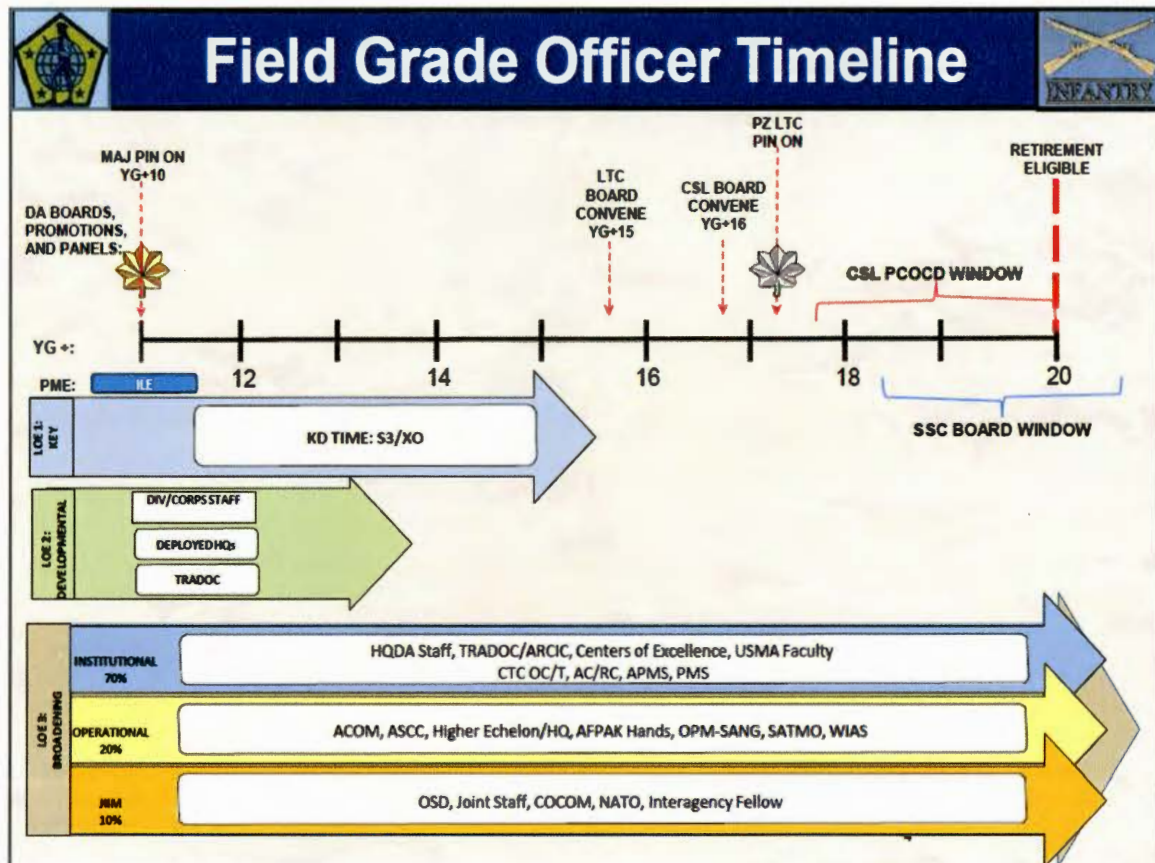 Field Grade Officer Timeline
INFANTRY
MAJ PIN ON
YG+10
DA BOARDS,
PROMOTIONS,
AND PANELS:
LTC
BOARD
CONVENE
YG+15
CSL BOARD
CONVENE
YG+16
PZ LTC
PIN ON
RETIREMENT
ELIGIBLE
CSL PCOCD WINDOW
YG +:
12
14
16
18
20
PME:
ILE
SSC BOARD WINDOW
LOE 1:
KEY
KD TIME: S3/XO
LOE 2:
DEVELOPMENTAL
DIV/CORPS STAFF
DEPLOYED HQs
TRADOC
LOE 3:
BROADENING
INSTITUTIONAL
70%
HQDA Staff, TRADOC/ARCIC, Centers of Excellence, USMA Faculty
CTC OC/T, AC/RC, APMS, PMS
OPERATIONAL
20%
ACOM, ASCC, Higher Echelon/HQ, AFPAK Hands, OPM-SANG, SATMO, WIAS
JIIM
10%
OSD, Joint Staff, COCOM, NATO, Interagency Fellow